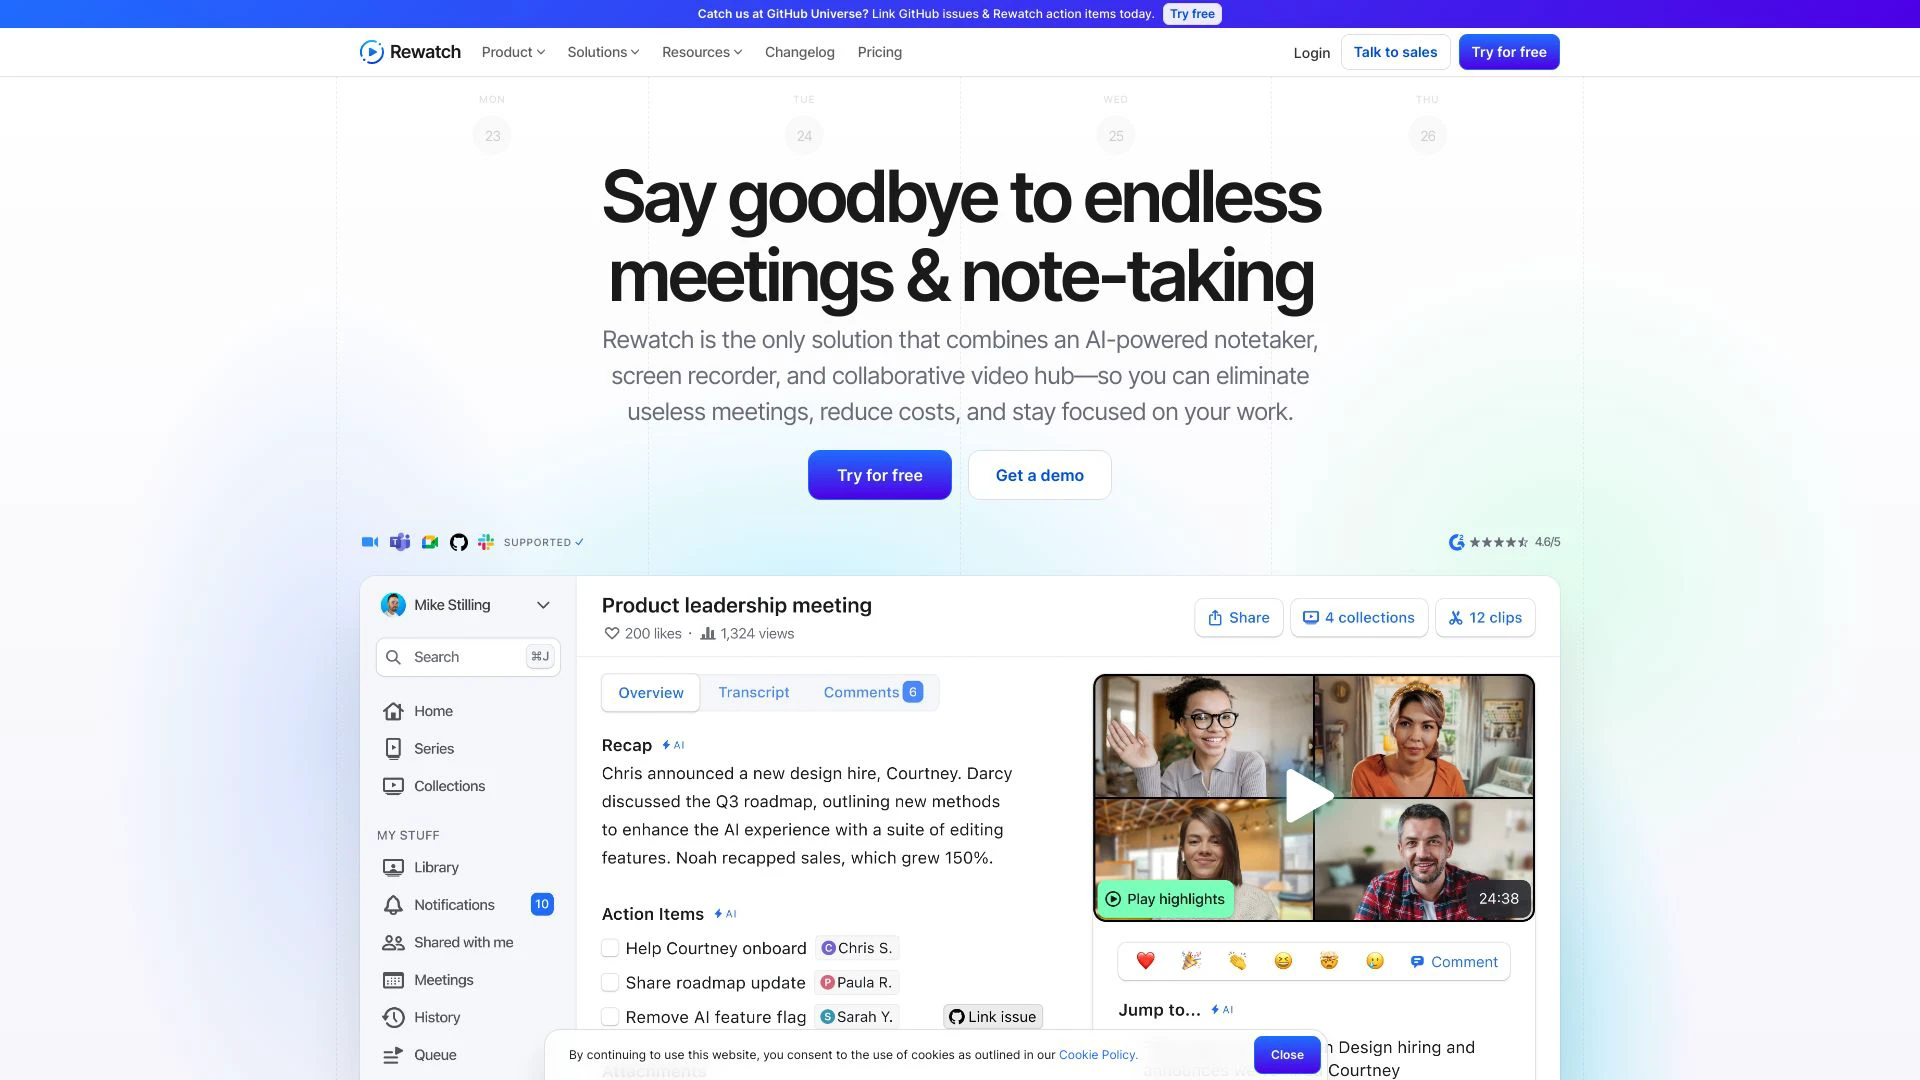 Catch us at GitHub Universe? Link GitHub issues & Rewatch action items today. Try free
Rewatch Product Solutions Resources Changelog Pricing Login Talk to sales Try for free
MON TUE WED THU
23 24 25 26
Say goodbye to endless
meetings & note-taking
Rewatch is the only solution that combines an AI-powered notetaker,
screen recorder, and collaborative video hub—so you can eliminate
useless meetings, reduce costs, and stay focused on your work.
Try for free Get a demo
SUPPORTED 4.6/5
Mike Stilling
Search ⌘J
Home
Series
Collections
MY STUFF
Library
Notifications 10
Shared with me
Meetings
History
Queue
Product leadership meeting
200 likes · 1,324 views
Share 4 collections 12 clips
Overview Transcript Comments 6
Recap AI
Chris announced a new design hire, Courtney. Darcy
discussed the Q3 roadmap, outlining new methods
to enhance the AI experience with a suite of editing
features. Noah recapped sales, which grew 150%.
Action Items AI
Help Courtney onboard C Chris S.
Share roadmap update P Paula R.
Remove AI feature flag S Sarah Y. Link issue
Attachments
Play highlights 24:38
Comment
Jump to... AI
Design hiring and
Courtney
By continuing to use this website, you consent to the use of cookies as outlined in our Cookie Policy. Close